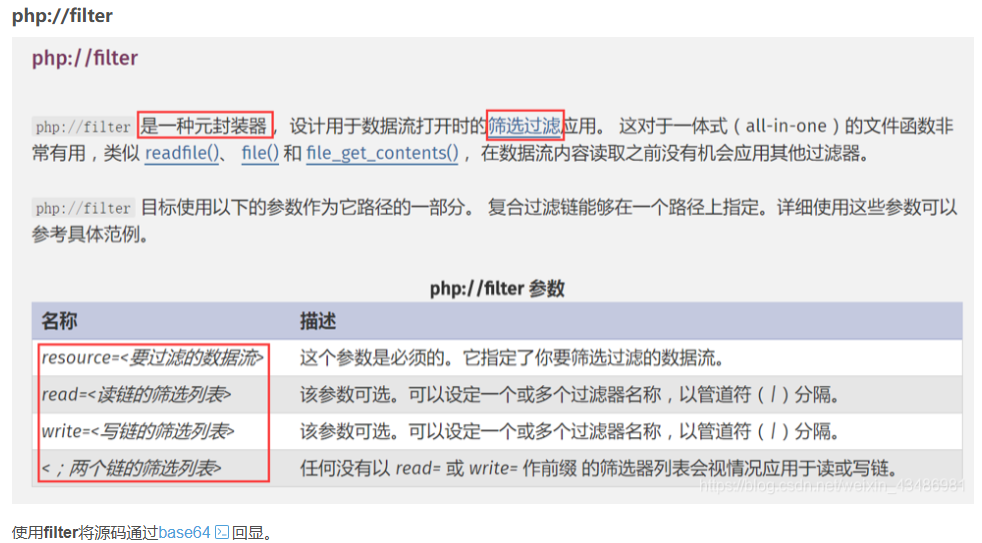 php://filter
php://filter
php://filter 是一种元封装器， 设计用于数据流打开时的筛选过滤应用。 这对于一体式（all-in-one）的文件函数非
常有用，类似 readfile()、 file() 和 file_get_contents()， 在数据流内容读取之前没有机会应用其他过滤器。
php://filter 目标使用以下的参数作为它路径的一部分。 复合过滤链能够在一个路径上指定。详细使用这些参数可以
参考具体范例。
php://filter 参数
名称 描述
resource=<要过滤的数据流> 这个参数是必须的。它指定了你要筛选过滤的数据流。
read=<读链的筛选列表> 该参数可选。可以设定一个或多个过滤器名称，以管道符（|）分隔。
write=<写链的筛选列表> 该参数可选。可以设定一个或多个过滤器名称，以管道符（|）分隔。
<；两个链的筛选列表> 任何没有以 read= 或 write= 作前缀 的筛选器列表会视情况应用于读或写链。
https://blog.csdn.net/weixin_43486981
使用filter将源码通过base64回显。